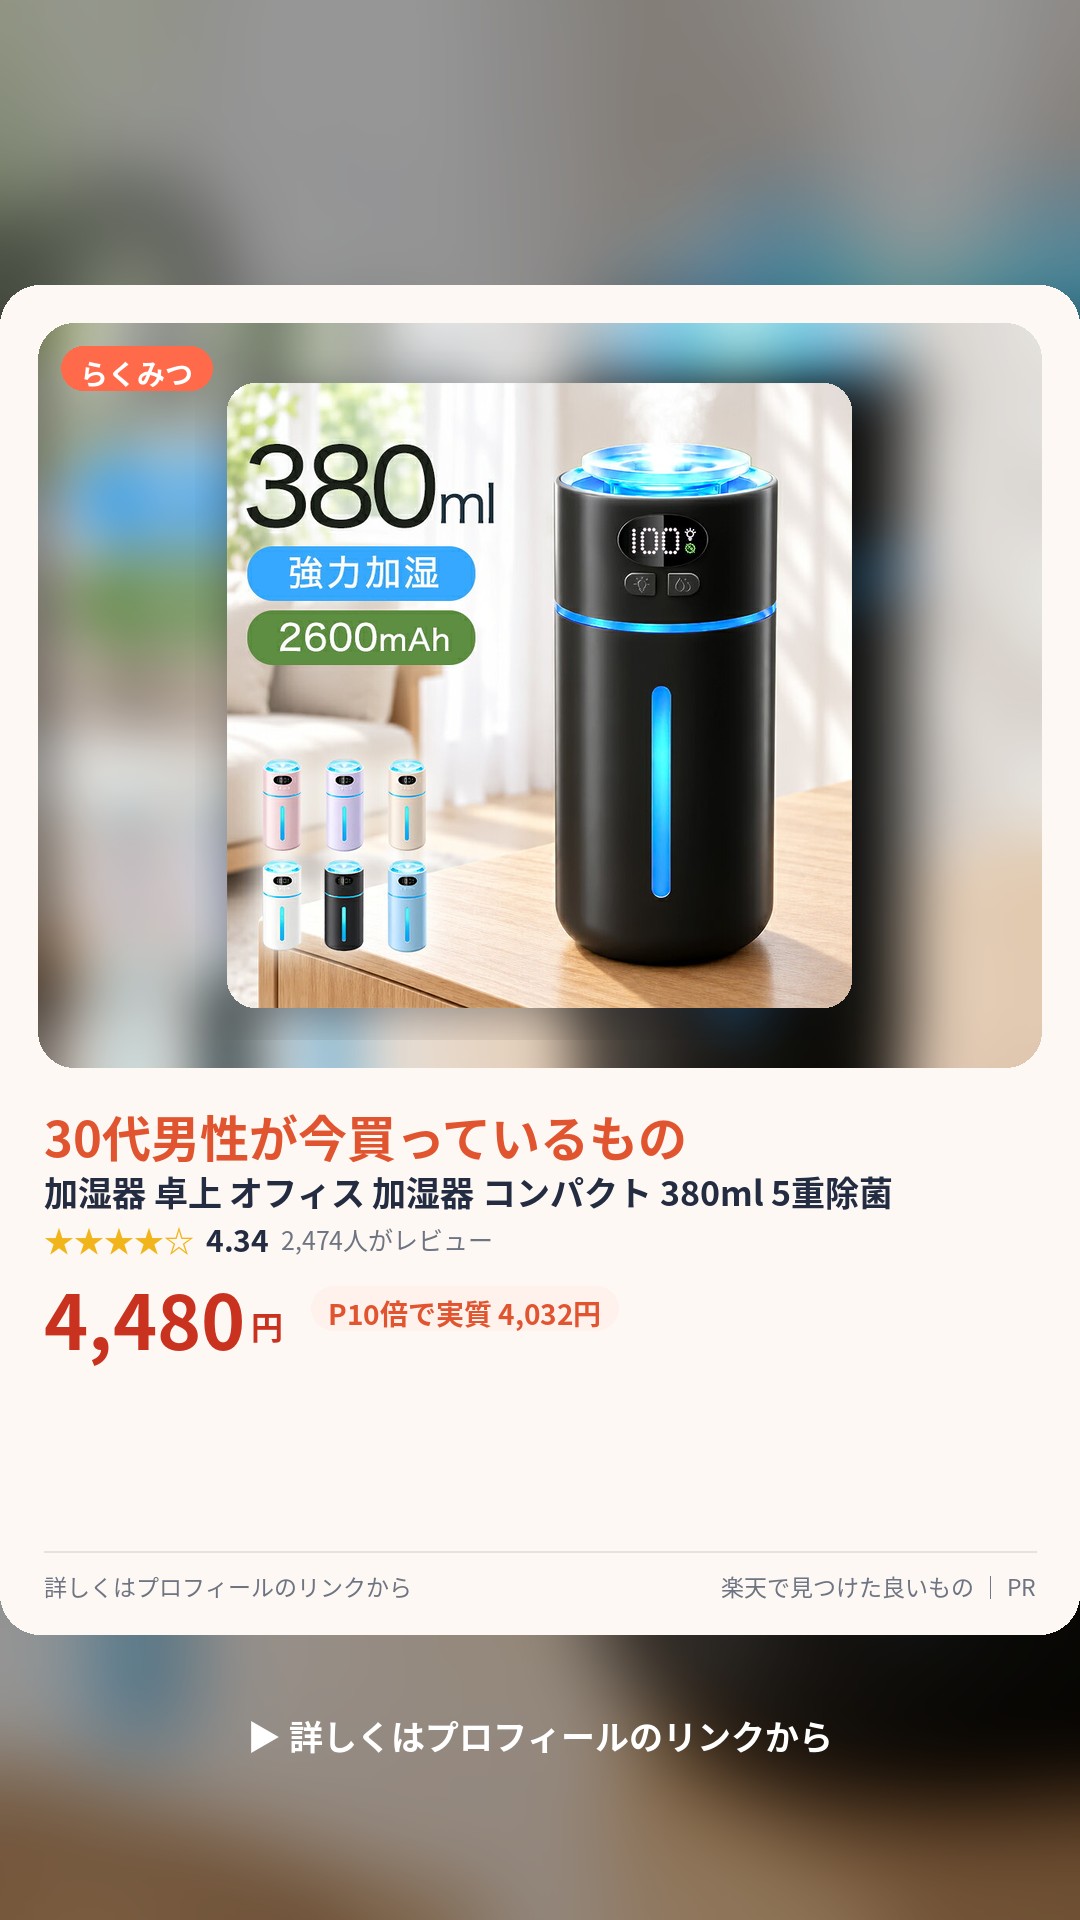 らくみつ
380ml
強力加湿
2600mAh
100
30代男性が今買っているもの
加湿器 卓上 オフィス 加湿器 コンパクト 380ml 5重除菌
★★★★☆ 4.34 2,474人がレビュー
4,480円 P10倍で実質 4,032円
詳しくはプロフィールのリンクから
楽天で見つけた良いもの | PR
▶ 詳しくはプロフィールのリンクから